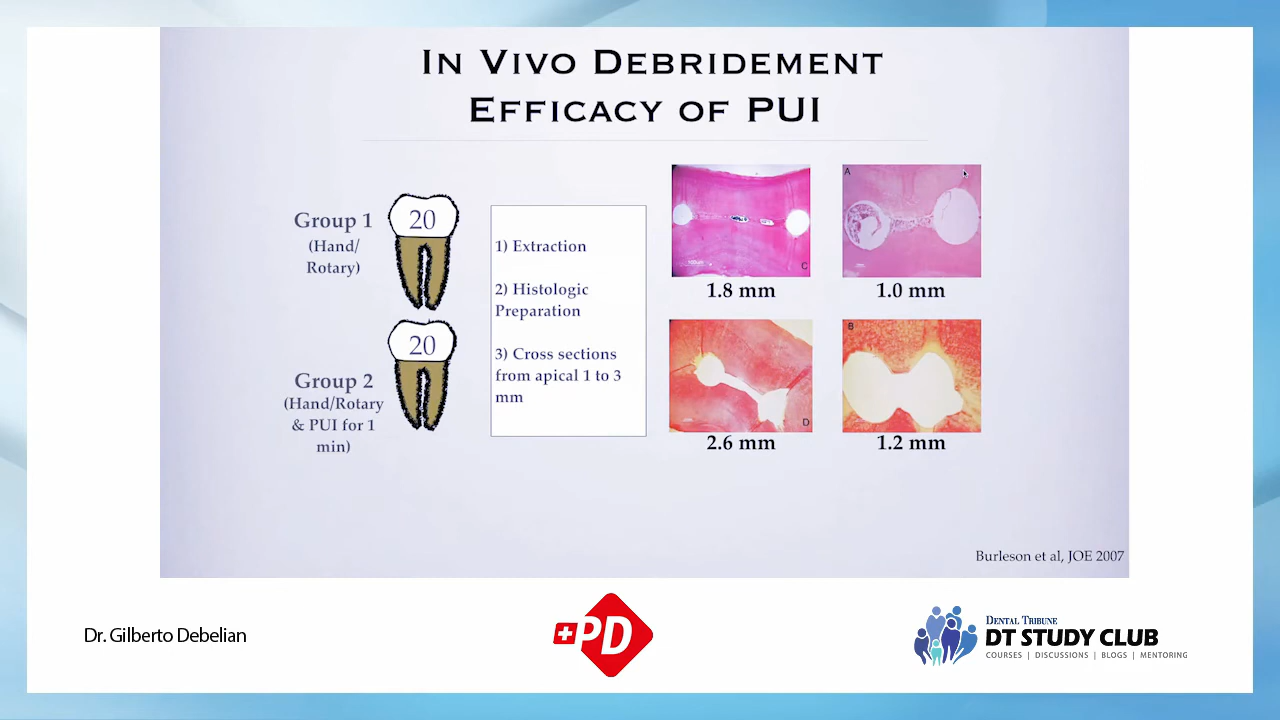 In Vivo Debridement
Efficacy of PUI
Group 1
(Hand/
Rotary)
20
Group 2
(Hand/Rotary
& PUI for 1
min)
20
1) Extraction
2) Histologic
Preparation
3) Cross sections
from apical 1 to 3
mm
C
1.8 mm
A
1.0 mm
D
2.6 mm
B
1.2 mm
Burleson et al, JOE 2007
Dr. Gilberto Debelian
PD
Dental Tribune
DT STUDY CLUB
COURSES | DISCUSSIONS | BLOGS | MENTORING